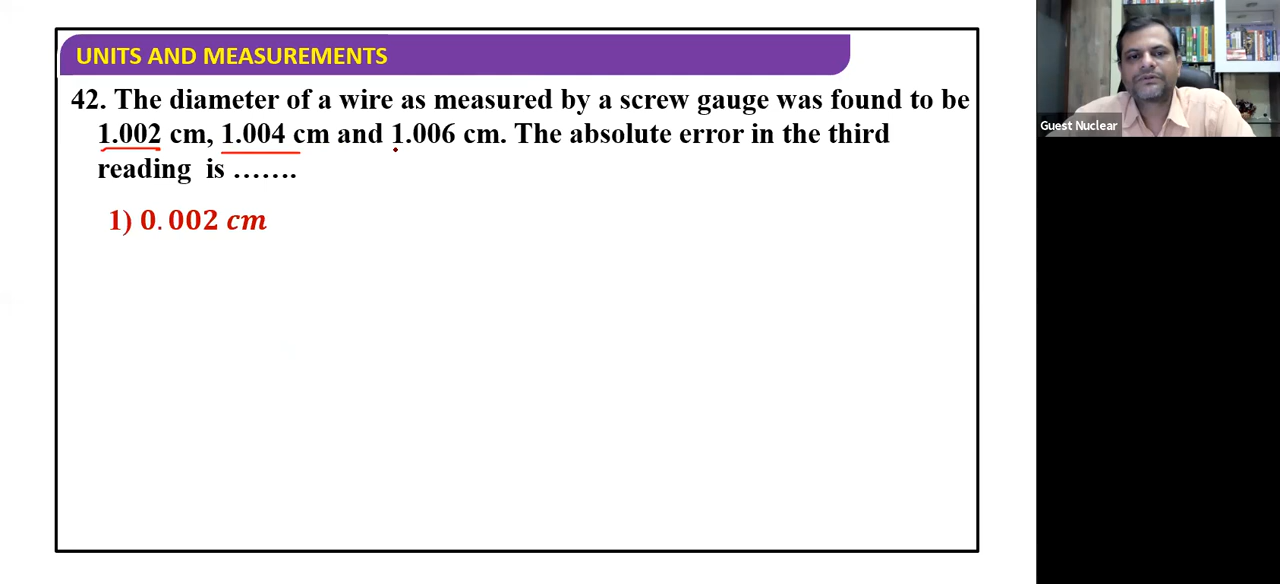 UNITS AND MEASUREMENTS
42. The diameter of a wire as measured by a screw gauge was found to be
1.002 cm, 1.004 cm and 1.006 cm. The absolute error in the third
reading is .......
1) 0.002 cm
Guest Nuclear